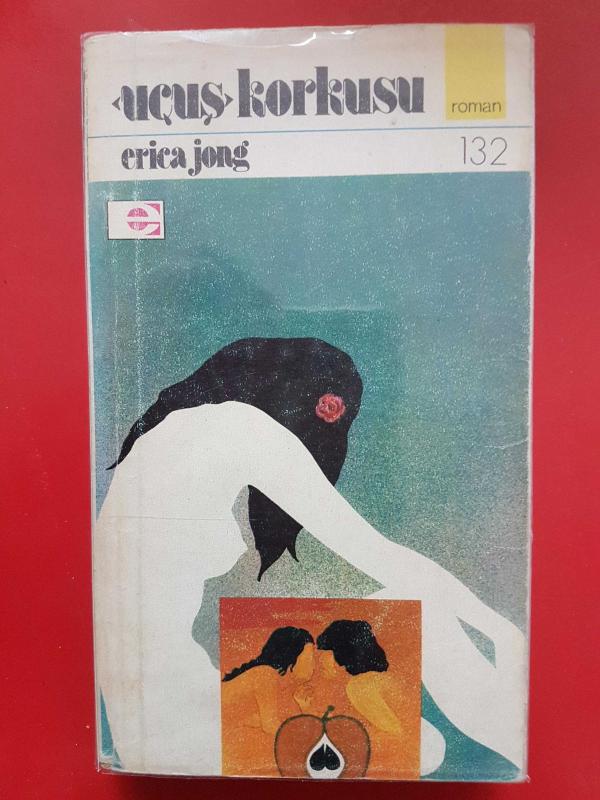 ‹uçuş› korkusu
roman
erica jong
132
e